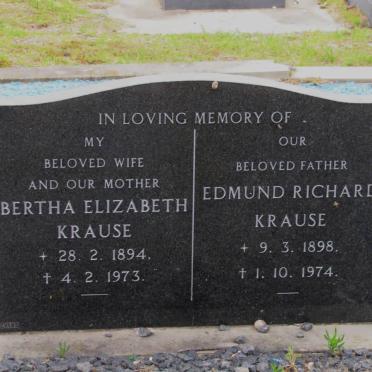 IN LOVING MEMORY OF
MY
BELOVED WIFE
AND OUR MOTHER
BERTHA ELIZABETH
KRAUSE
+ 28. 2. 1894.
† 4. 2. 1973.
OUR
BELOVED FATHER
EDMUND RICHARD
KRAUSE
+ 9. 3. 1898.
† 1. 10. 1974.